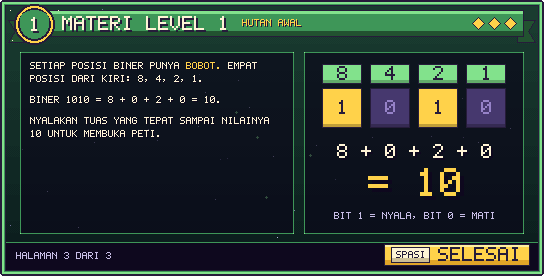 1 MATERI LEVEL 1 HUTAN AWAL
SETIAP POSISI BINER PUNYA BOBOT. EMPAT
POSISI DARI KIRI: 8, 4, 2, 1.
BINER 1010 = 8 + 0 + 2 + 0 = 10.
NYALAKAN TUAS YANG TEPAT SAMPAI NILAINYA
10 UNTUK MEMBUKA PETI.
8 4 2 1
1 0 1 0
8 + 0 + 2 + 0
= 10
BIT 1 = NYALA, BIT 0 = MATI
HALAMAN 3 DARI 3
SPASI SELESAI